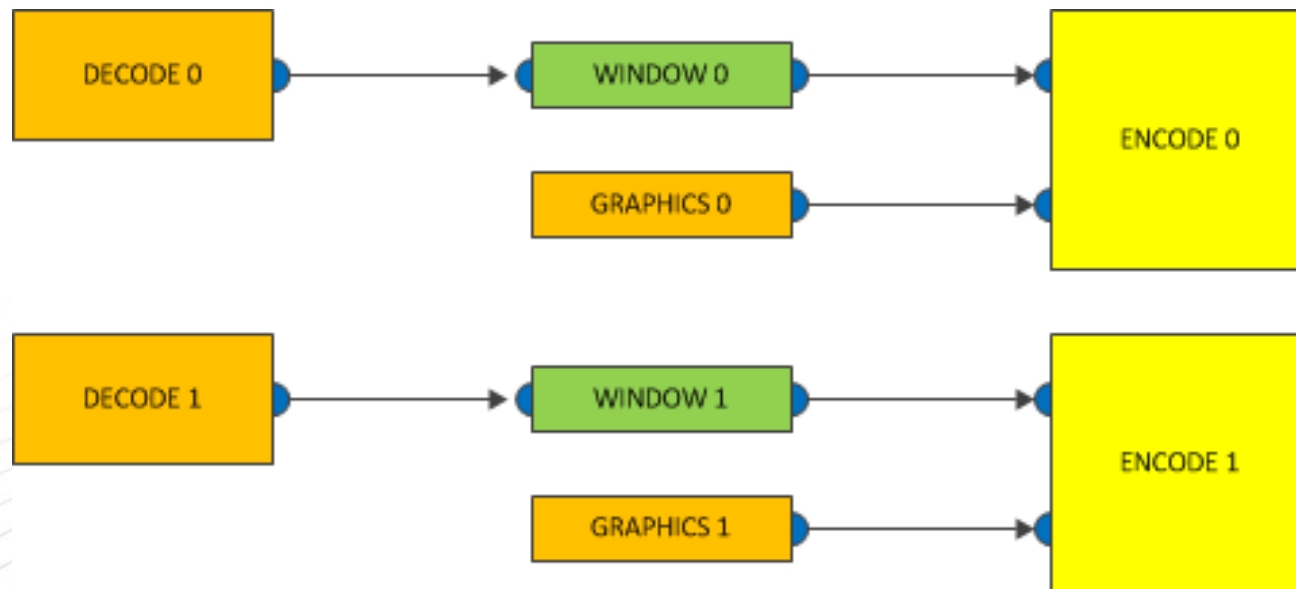 DECODE 0
WINDOW 0
ENCODE 0
GRAPHICS 0
DECODE 1
WINDOW 1
ENCODE 1
GRAPHICS 1